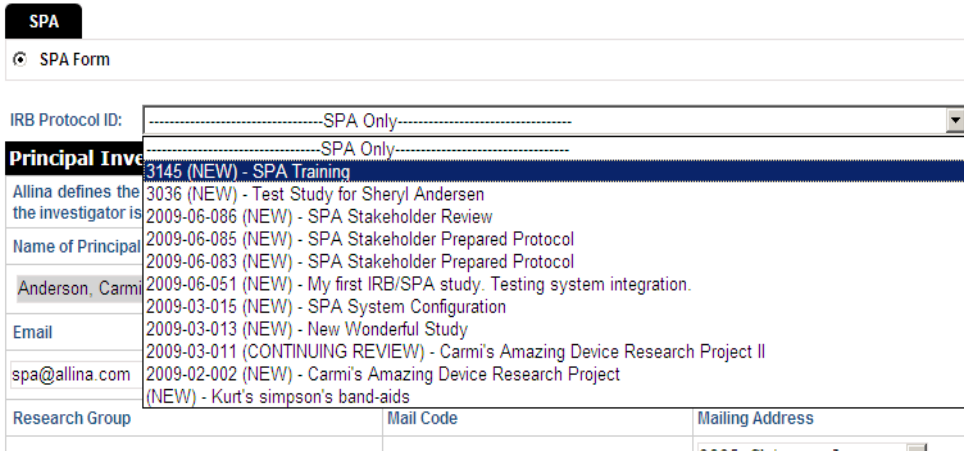 SPA
SPA Form
IRB Protocol ID: ----------------------------------SPA Only----------------------------------
----------------------------------SPA Only----------------------------------
Principal Inve
3145 (NEW) - SPA Training
Allina defines the
3036 (NEW) - Test Study for Sheryl Andersen
the investigator is
2009-06-086 (NEW) - SPA Stakeholder Review
Name of Principal
2009-06-085 (NEW) - SPA Stakeholder Prepared Protocol
2009-06-083 (NEW) - SPA Stakeholder Prepared Protocol
Anderson, Carmi
2009-06-051 (NEW) - My first IRB/SPA study. Testing system integration.
2009-03-015 (NEW) - SPA System Configuration
Email
2009-03-013 (NEW) - New Wonderful Study
2009-03-011 (CONTINUING REVIEW) - Carmi's Amazing Device Research Project II
spa@allina.com
2009-02-002 (NEW) - Carmi's Amazing Device Research Project
(NEW) - Kurt's simpson's band-aids
Research Group Mail Code Mailing Address